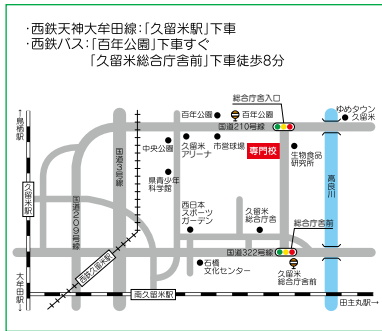 ・西鉄天神大牟田線：「久留米駅」下車
・西鉄バス：「百年公園」下車すぐ
「久留米総合庁舎前」下車徒歩8分
総合庁舎入口
ゆめタウン
久留米
百年公園
百年公園
国道210号線
←鳥栖駅
中央公園
久留米
アリーナ
市営球場
専門校
生物食品
研究所
国道3号線
県青少年
科学館
高良川
久留米駅
国道209号線
西日本
スポーツ
ガーデン
久留米
総合庁舎
総合庁舎前
国道322号線
西鉄久留米駅
石橋
文化センター
久留米
総合庁舎前
大牟田駅→
南久留米駅
田主丸駅→